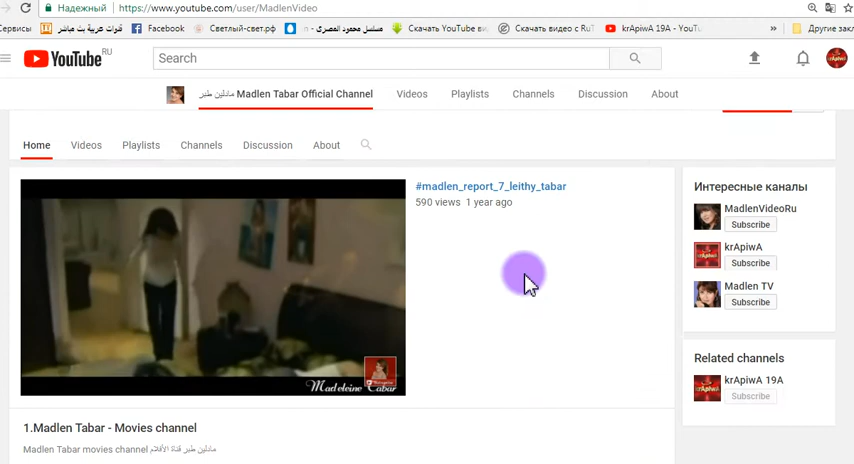 Надежный https://www.youtube.com/user/MadlenVideo
Сервисы قنوات عربية بث مباشر Facebook Светлый-свет.рф مسلسل محمود المصرى - ن Скачать YouTube ви Скачать видео с RuT krApiwA 19A - YouTu » Другие зак
YouTube RU Search
مادلين طبر Madlen Tabar Official Channel Videos Playlists Channels Discussion About
Home Videos Playlists Channels Discussion About
#madlen_report_7_leithy_tabar
590 views 1 year ago
Madeleine Tabar
1.Madlen Tabar - Movies channel
Madlen Tabar movies channel مادلين طبر قناة الأفلام
Интересные каналы
MadlenVideoRu
Subscribe
krApiwA
Subscribe
Madlen TV
Subscribe
Related channels
krApiwA 19A
Subscribe